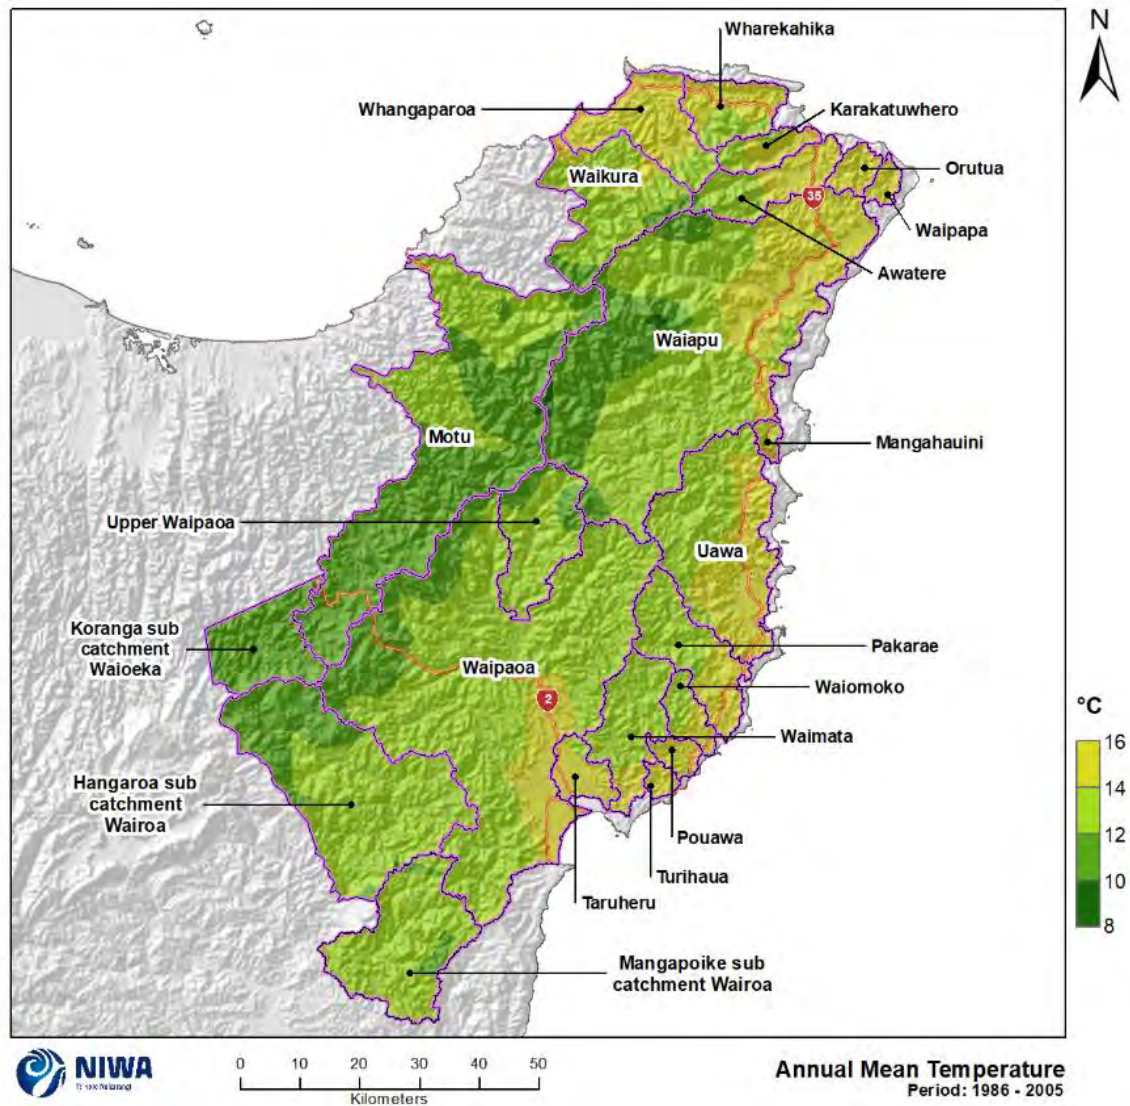 N
Wharekahika
Whangaparoa
Karakatuwhero
Waikura
Orutua
35
Waipapa
Awatere
Waiapu
Motu
Mangahauini
Upper Waipaoa
Uawa
Koranga sub
catchment
Waioeka
Pakarae
Waipaoa
Waiomoko
2
°C
16
14
12
10
8
Waimata
Hangaroa sub
catchment
Wairoa
Pouawa
Turihaua
Taruheru
Mangapoike sub
catchment Wairoa
NIWA
0 10 20 30 40 50
Kilometers
Annual Mean Temperature
Period: 1986 - 2005